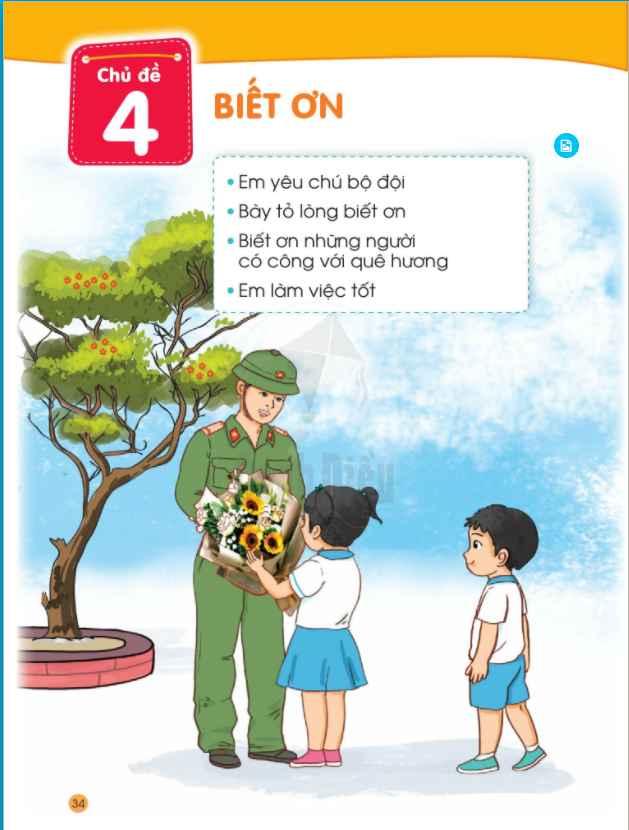 Chủ đề
4
BIẾT ƠN
• Em yêu chú bộ đội
• Bày tỏ lòng biết ơn
• Biết ơn những người
có công với quê hương
• Em làm việc tốt
Diều
34